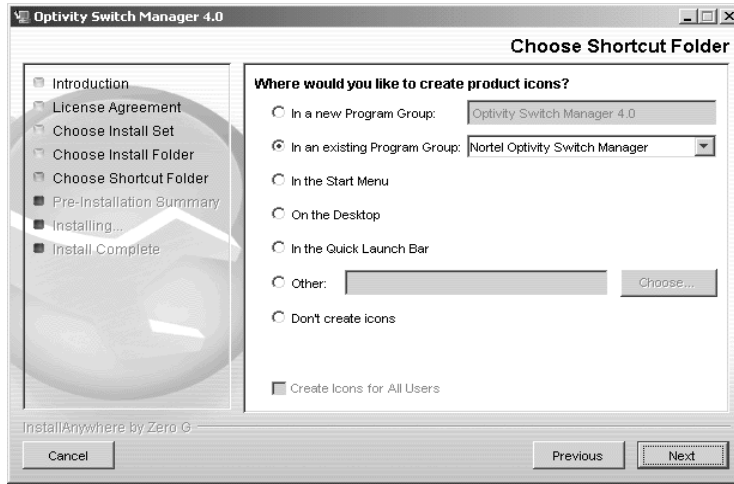 Optivity Switch Manager 4.0
Choose Shortcut Folder
Introduction
License Agreement
Choose Install Set
Choose Install Folder
Choose Shortcut Folder
Pre-Installation Summary
Installing...
Install Complete
Where would you like to create product icons?
In a new Program Group: Optivity Switch Manager 4.0
In an existing Program Group: Nortel Optivity Switch Manager
In the Start Menu
On the Desktop
In the Quick Launch Bar
Other: Choose...
Don't create icons
Create Icons for All Users
InstallAnywhere by Zero G
Cancel Previous Next